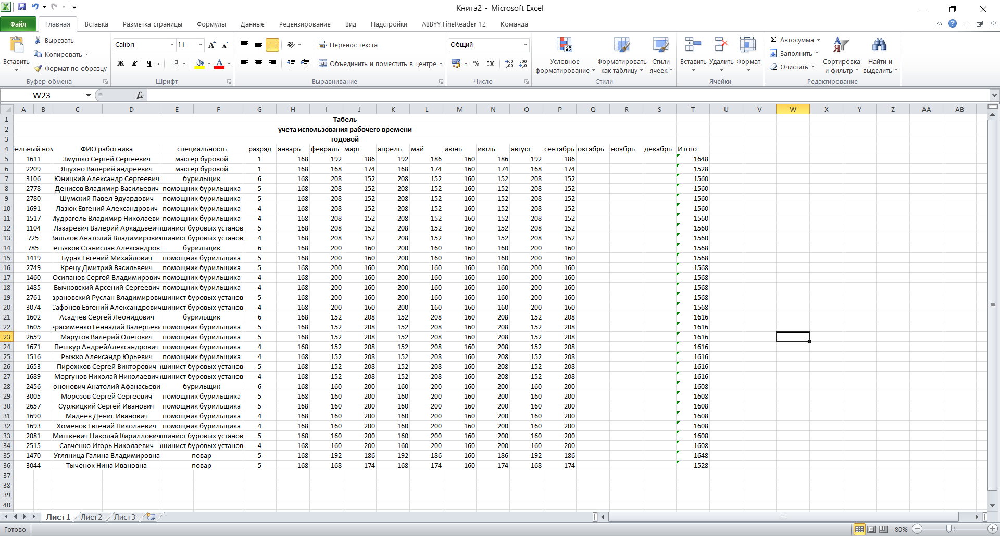 Книга2 - Microsoft Excel
Файл Главная Вставка Разметка страницы Формулы Данные Рецензирование Вид Надстройки ABBYY FineReader 12 Команда
Вставить Вырезать Копировать Формат по образцу
Буфер обмена
Calibri 11
Ж К Ч
Шрифт
Перенос текста
Объединить и поместить в центре
Выравнивание
Общий
% 000
Число
Условное форматирование Форматировать как таблицу Стили ячеек
Стили
Вставить Удалить Формат
Ячейки
Σ Автосумма Заполнить Очистить
Сортировка и фильтр Найти и выделить
Редактирование
W23 fx
A B C D E F G H I J K L M N O P Q R S T U V W X Y Z AA AB
1 Табель
2 учета использования рабочего времени
3 годовой
4 бельный ном ФИО работника специальность разряд январь февраль март апрель май июнь июль август сентябрь октябрь ноябрь декабрь Итого
5 1611 Змушко Сергей Сергеевич мастер буровой 1 168 192 186 192 186 160 186 192 186 1648
6 2209 Яцухно Валерий андреевич мастер буровой 1 168 168 174 168 174 160 174 168 174 1528
7 3106 Юницкий Александр Сергеевич бурильщик 6 168 208 152 208 152 160 152 208 152 1560
8 2778 Денисов Владимир Васильевич помощник бурильщика 5 168 208 152 208 152 160 152 208 152 1560
9 2780 Шумский Павел Эдуардович помощник бурильщика 5 168 208 152 208 152 160 152 208 152 1560
10 1691 Лазюк Евгений Александрович помощник бурильщика 4 168 208 152 208 152 160 152 208 152 1560
11 1517 Мудрагель Владимир Николаеви помощник бурильщика 4 168 208 152 208 152 160 152 208 152 1560
12 1104 Лазаревич Валерий Аркадьвеич шинист буровых установ 5 168 208 152 208 152 160 152 208 152 1560
13 725 Вальков Анатолий Владимирович шинист буровых установ 4 168 208 152 208 152 160 152 208 152 1560
14 785 етьяков Станислав Александров бурильщик 6 168 200 160 200 160 160 160 200 160 1568
15 1419 Бурак Евгений Михайлович помощник бурильщика 5 168 200 160 200 160 160 160 200 160 1568
16 2749 Крецу Дмитрий Васильвеич помощник бурильщика 5 168 200 160 200 160 160 160 200 160 1568
17 1460 Осипанов Сергей Владимирович помощник бурильщика 4 168 200 160 200 160 160 160 200 160 1568
18 1485 Бычковский Арсений Сергеевич помощник бурильщика 4 168 200 160 200 160 160 160 200 160 1568
19 2761 арановский Руслан Владимирови шинист буровых установ 5 168 200 160 200 160 160 160 200 160 1568
20 3074 Сафонов Евгений Александрович шинист буровых установ 4 168 200 160 200 160 160 160 200 160 1568
21 1602 Асадчев Сергей Леонидович бурильщик 6 168 152 208 152 208 160 208 152 208 1616
22 1605 ерасименко Геннадий Валерьеви помощник бурильщика 5 168 152 208 152 208 160 208 152 208 1616
23 2659 Марутов Валерий Олегович помощник бурильщика 5 168 152 208 152 208 160 208 152 208 1616
24 1671 Пешкур АндрейАлександрович помощник бурильщика 4 168 152 208 152 208 160 208 152 208 1616
25 1516 Рыжко Александр Юрьевич помощник бурильщика 4 168 152 208 152 208 160 208 152 208 1616
26 1653 Пирожков Сергей Викторович шинист буровых установ 5 168 152 208 152 208 160 208 152 208 1616
27 1689 Моргунов Николай Николаевич шинист буровых установ 4 168 152 208 152 208 160 208 152 208 1616
28 2456 ононович Анатолий Афанасьеви бурильщик 6 168 160 200 160 200 160 200 160 200 1608
29 3005 Морозов Сергей Сергеевич помощник бурильщика 5 168 160 200 160 200 160 200 160 200 1608
30 2657 Суржицкий Сергей Иванович помощник бурильщика 5 168 160 200 160 200 160 200 160 200 1608
31 1690 Мадеев Денис Иванович помощник бурильщика 4 168 160 200 160 200 160 200 160 200 1608
32 1693 Хоменок Евгений Николаевич помощник бурильщика 4 168 160 200 160 200 160 200 160 200 1608
33 2081 Мишкевич Николай Кириллович шинист буровых установ 5 168 160 200 160 200 160 200 160 200 1608
34 2515 Савченко Игорь Николаевич шинист буровых установ 4 168 160 200 160 200 160 200 160 200 1608
35 1470 Угляница Галина Владимировна повар 5 168 192 186 192 186 160 186 192 186 1648
36 3044 Тыченок Нина Ивановна повар 5 168 168 174 168 174 160 174 168 174 1528
37
38
39
40
Лист1 Лист2 Лист3
Готово 80%